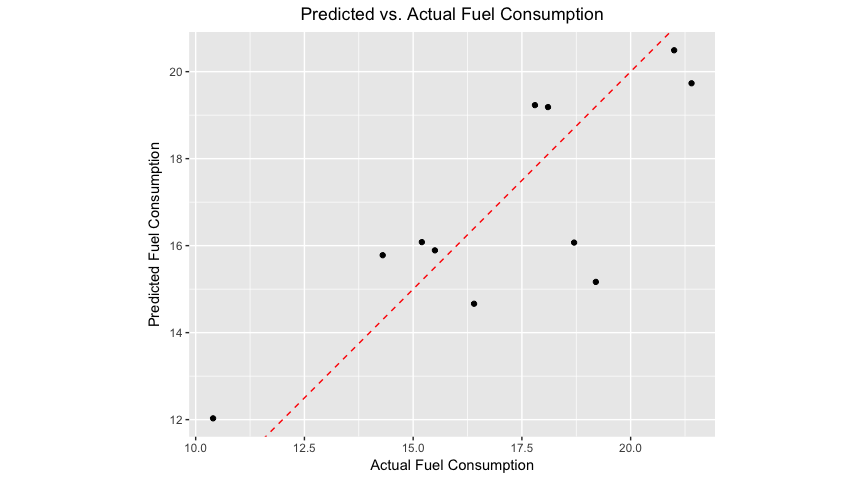 Predicted vs. Actual Fuel Consumption
Predicted Fuel Consumption
20
18
16
14
12
10.0 12.5 15.0 17.5 20.0
Actual Fuel Consumption